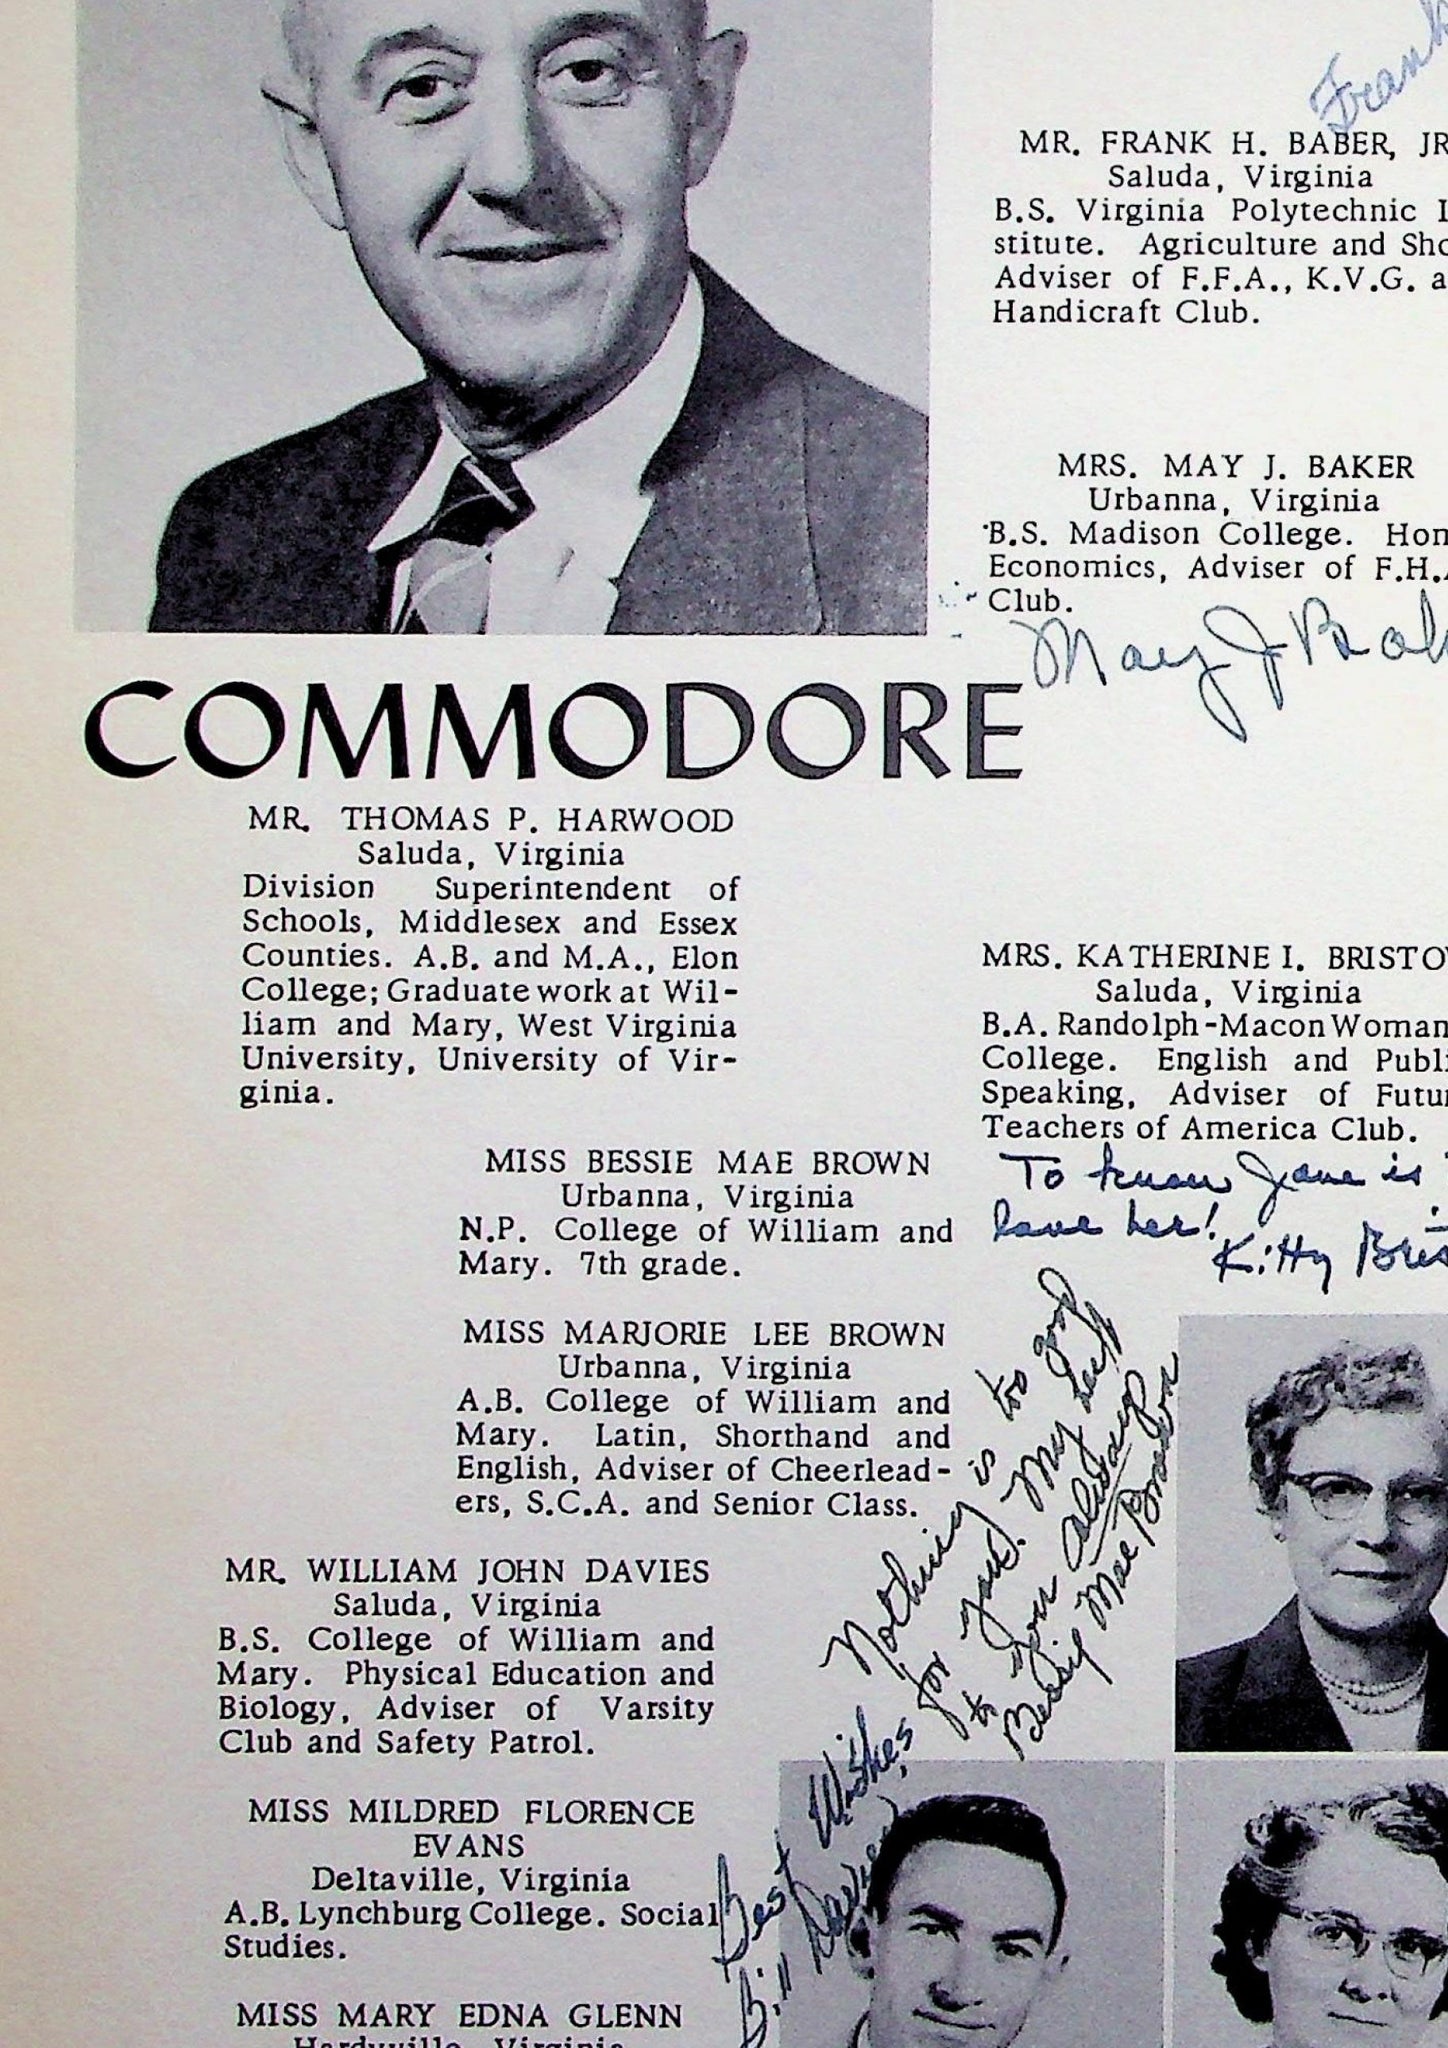 COMMODORE
MR. THOMAS P. HARWOOD
Saluda, Virginia
Division Superintendent of
Schools, Middlesex and Essex
Counties. A.B. and M.A., Elon
College; Graduate work at Wil-
liam and Mary, West Virginia
University, University of Vir-
ginia.
MISS BESSIE MAE BROWN
Urbanna, Virginia
N.P. College of William and
Mary. 7th grade.
MISS MARJORIE LEE BROWN
Urbanna, Virginia
A.B. College of William and
Mary. Latin, Shorthand and
English, Adviser of Cheerlead-
ers, S.C.A. and Senior Class.
MR. WILLIAM JOHN DAVIES
Saluda, Virginia
B.S. College of William and
Mary. Physical Education and
Biology, Adviser of Varsity
Club and Safety Patrol.
MISS MILDRED FLORENCE
EVANS
Deltaville, Virginia
A.B. Lynchburg College. Social
Studies.
MISS MARY EDNA GLENN
Hardyville, Virginia
Frank
MR. FRANK H. BABER, JR
Saluda, Virginia
B.S. Virginia Polytechnic I
stitute. Agriculture and Sho
Adviser of F.F.A., K.V.G. a
Handicraft Club.
MRS. MAY J. BAKER
Urbanna, Virginia
B.S. Madison College. Hom
Economics, Adviser of F.H.A
Club.
May J. Bak
MRS. KATHERINE I. BRISTOW
Saluda, Virginia
B.A. Randolph-Macon Woman
College. English and Publi
Speaking, Adviser of Futur
Teachers of America Club.
To know Jane is
love her!
Kitty Bris
Nothing is too good
for you. My best
to you always
Bessie Mae Brown
Best Wishes
Bill Davies